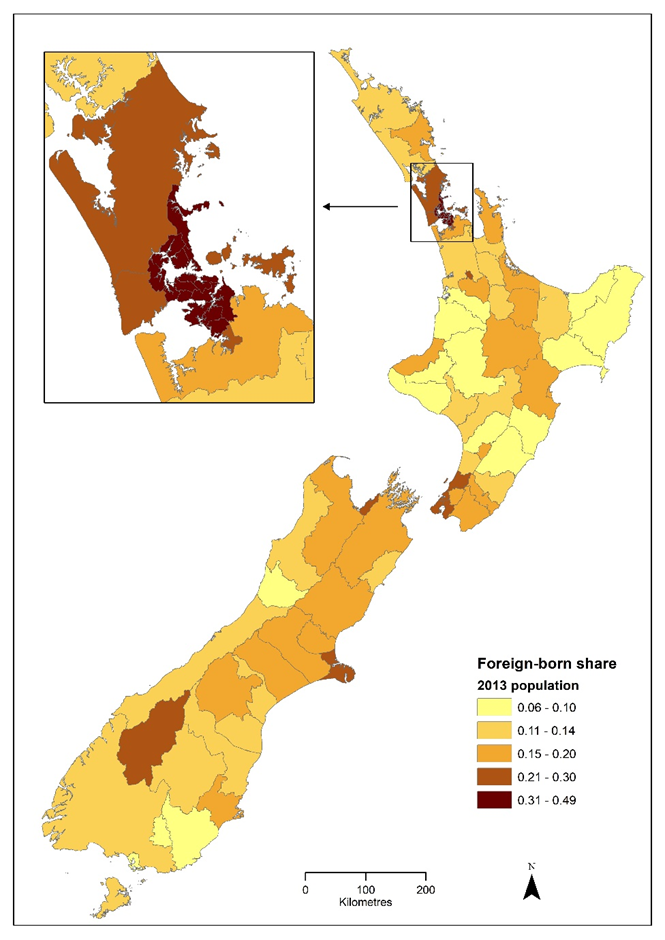 Foreign-born share
2013 population
0.06 - 0.10
0.11 - 0.14
0.15 - 0.20
0.21 - 0.30
0.31 - 0.49
0 100 200
Kilometres
N